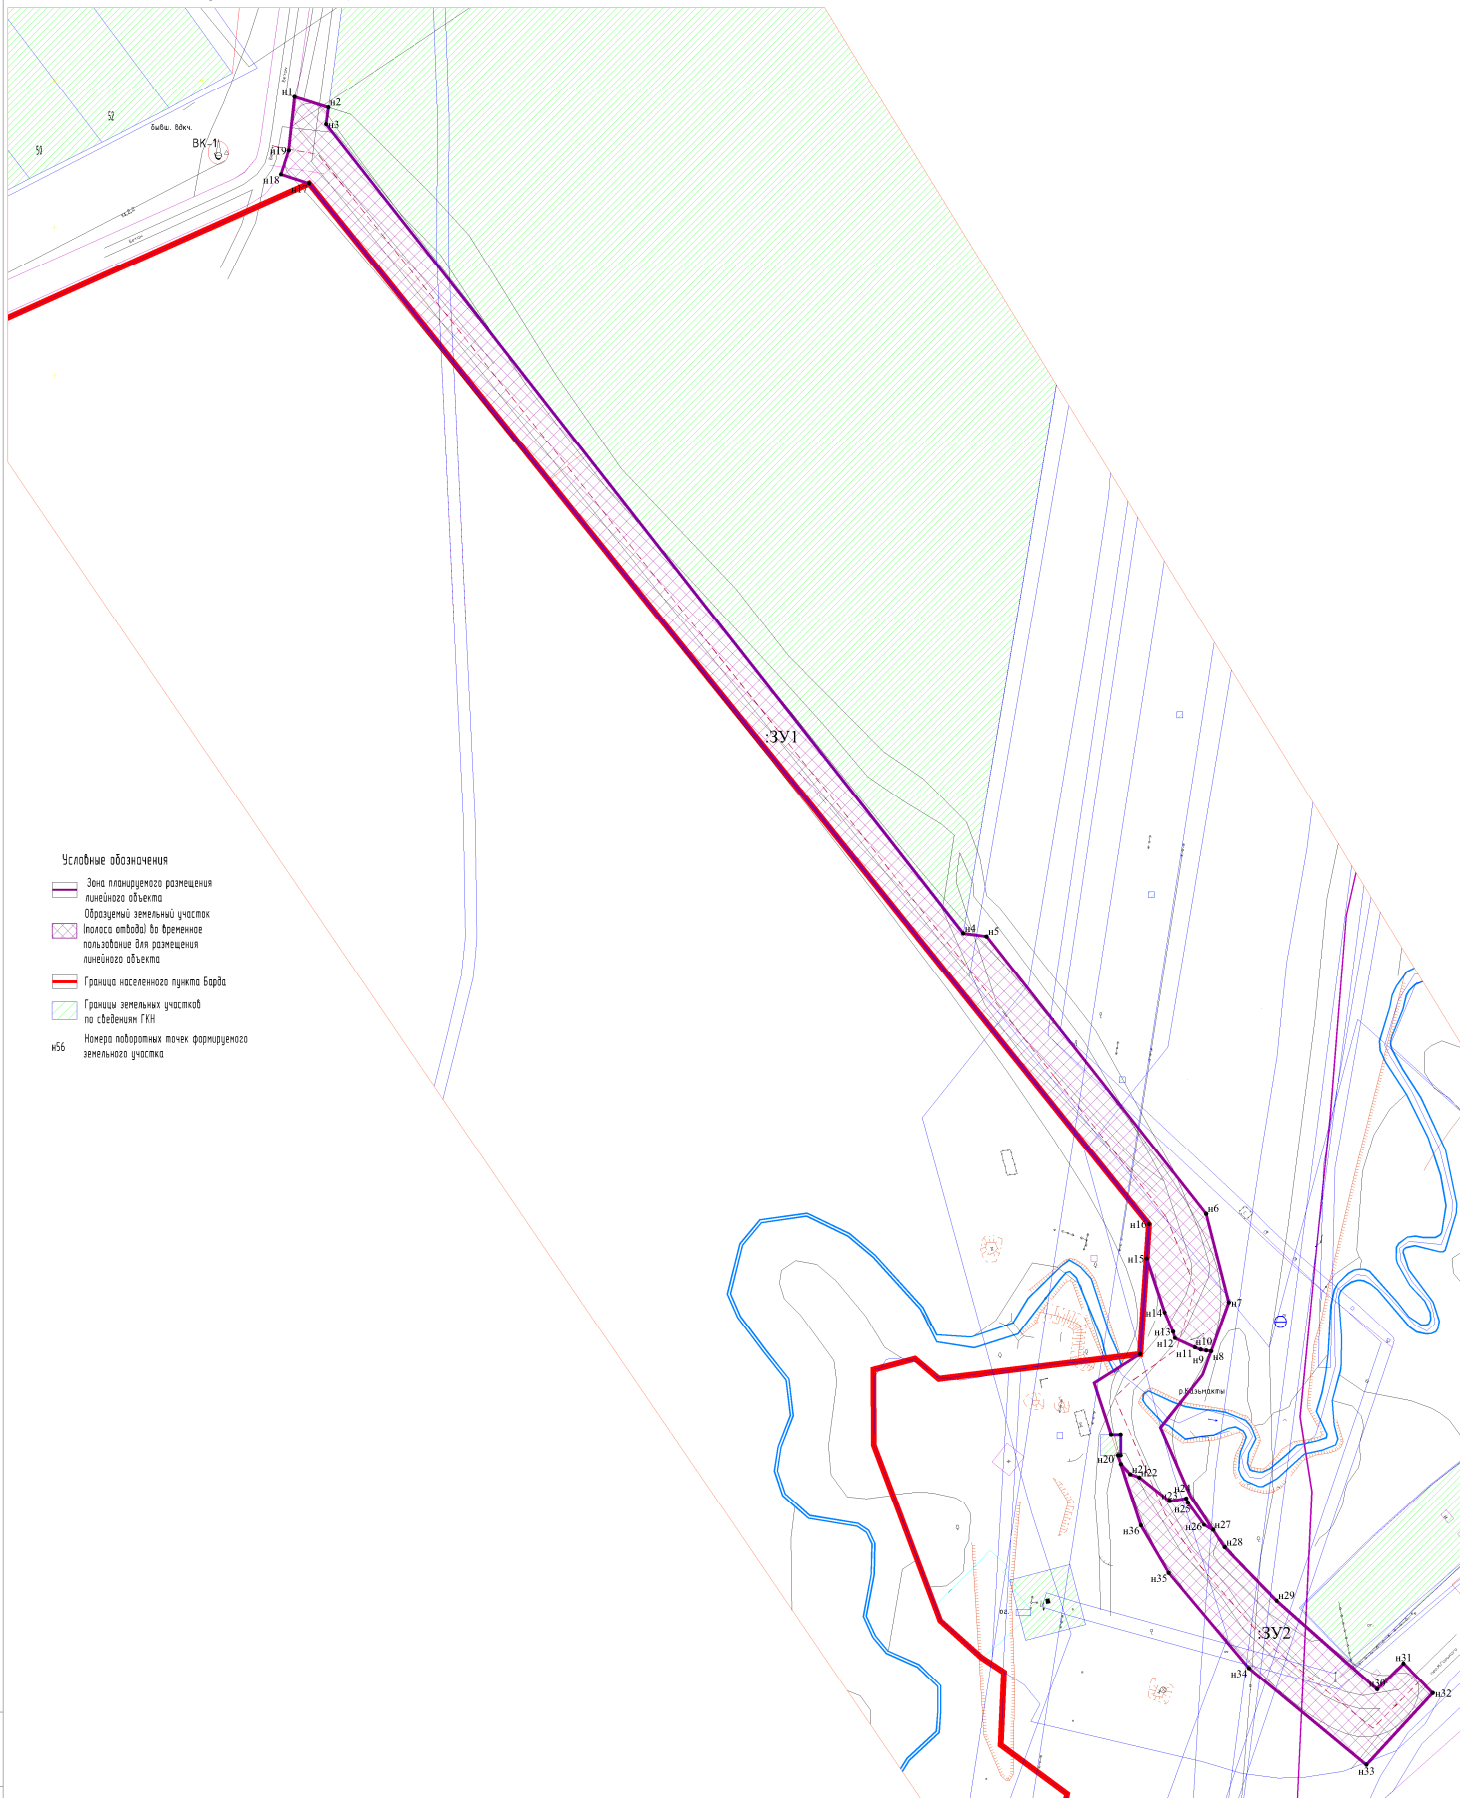 н1
н2
н3
52
бывш. вдкч.
ВК-1
50
н19
н18
н17
Бетон
:ЗУ1
Условные обозначения
Зона планируемого размещения
линейного объекта
Образуемый земельный участок
(полоса отвода) во временное
пользование для размещения
линейного объекта
Граница населенного пункта Барда
Границы земельных участков
по сведениям ГКН
н56
Номера поворотных точек формируемого
земельного участка
н4
н5
н6
н16
н15
н7
н14
н13
н12
н10
н11
н9
н8
р.Казьмакты
н20
н21
н22
н23
н24
н25
н26
н27
н36
н28
н35
н29
:ЗУ2
н34
н31
н30
н32
н33